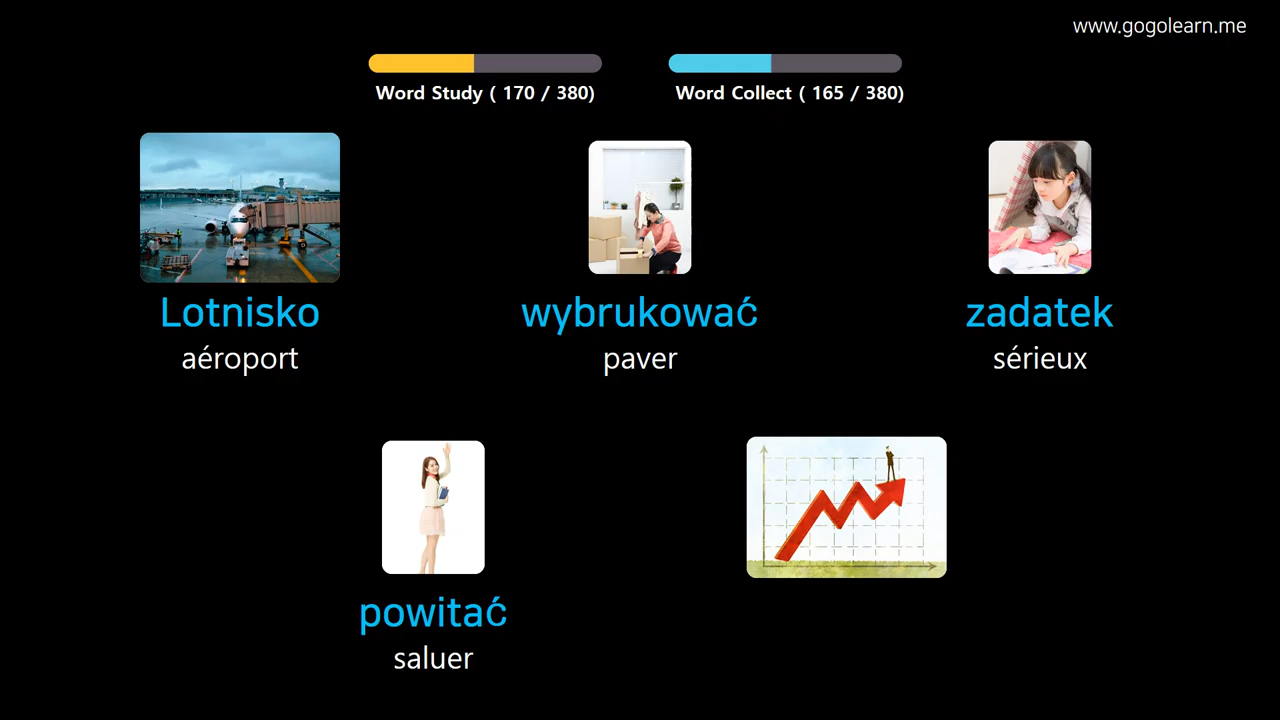 www.gogolearn.me
Word Study ( 170 / 380)
Word Collect ( 165 / 380)
Lotnisko
aéroport
wybrukować
paver
zadatek
sérieux
powitać
saluer